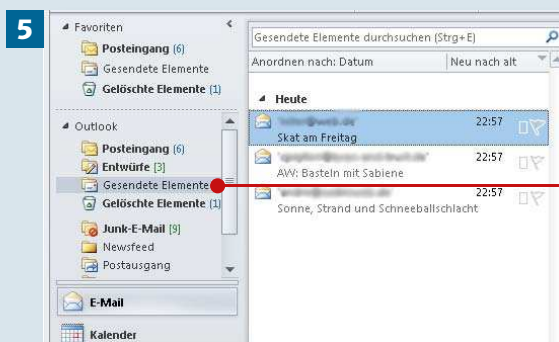 5
Favoriten
Posteingang (6)
Gesendete Elemente
Gelöschte Elemente (1)
Outlook
Posteingang (6)
Entwürfe [3]
Gesendete Elemente
Gelöschte Elemente (1)
Junk-E-Mail [9]
Newsfeed
Postausgang
E-Mail
Kalender
Gesendete Elemente durchsuchen (Strg+E)
Anordnen nach: Datum Neu nach alt
Heute
22:57
Skat am Freitag
22:57
AW: Basteln mit Sabiene
22:57
Sonne, Strand und Schneeballschlacht